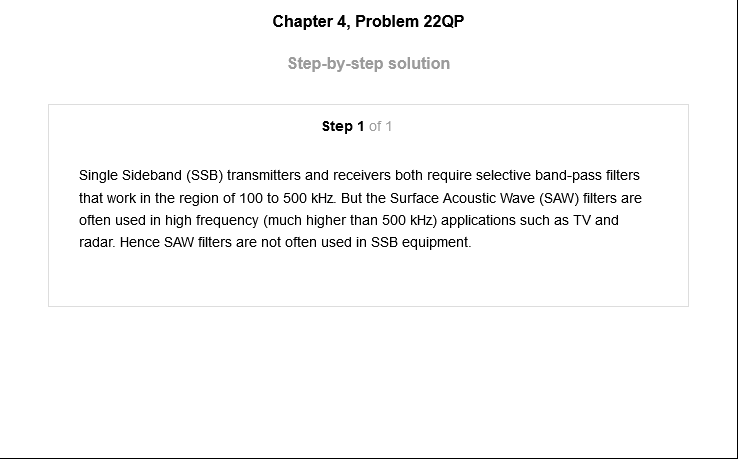 Chapter 4, Problem 22QP
Step-by-step solution
Step 1 of 1
Single Sideband (SSB) transmitters and receivers both require selective band-pass filters
that work in the region of 100 to 500 kHz. But the Surface Acoustic Wave (SAW) filters are
often used in high frequency (much higher than 500 kHz) applications such as TV and
radar. Hence SAW filters are not often used in SSB equipment.